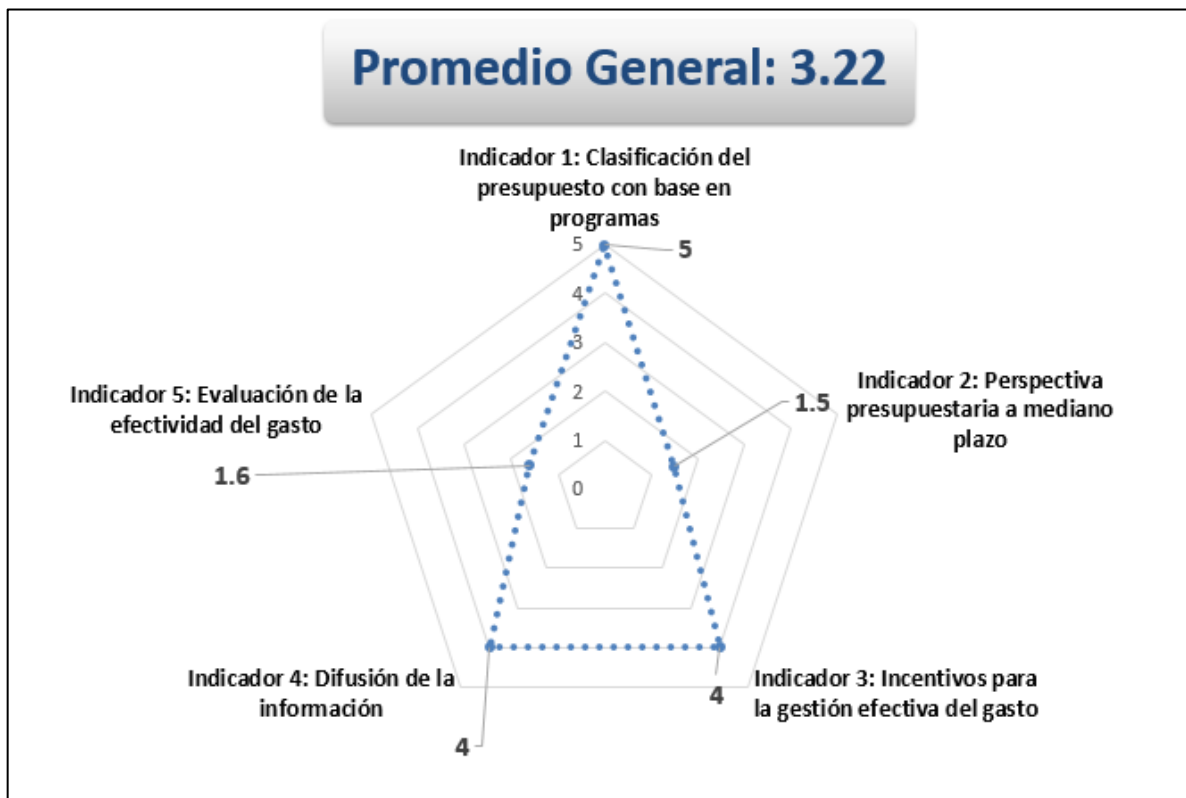 Promedio General: 3.22
Indicador 1: Clasificación del
presupuesto con base en
programas
5
5
4
3
2
1
0
Indicador 2: Perspectiva
presupuestaria a mediano
plazo
1.5
Indicador 3: Incentivos para
la gestión efectiva del gasto
4
Indicador 4: Difusión de la
información
4
Indicador 5: Evaluación de la
efectividad del gasto
1.6